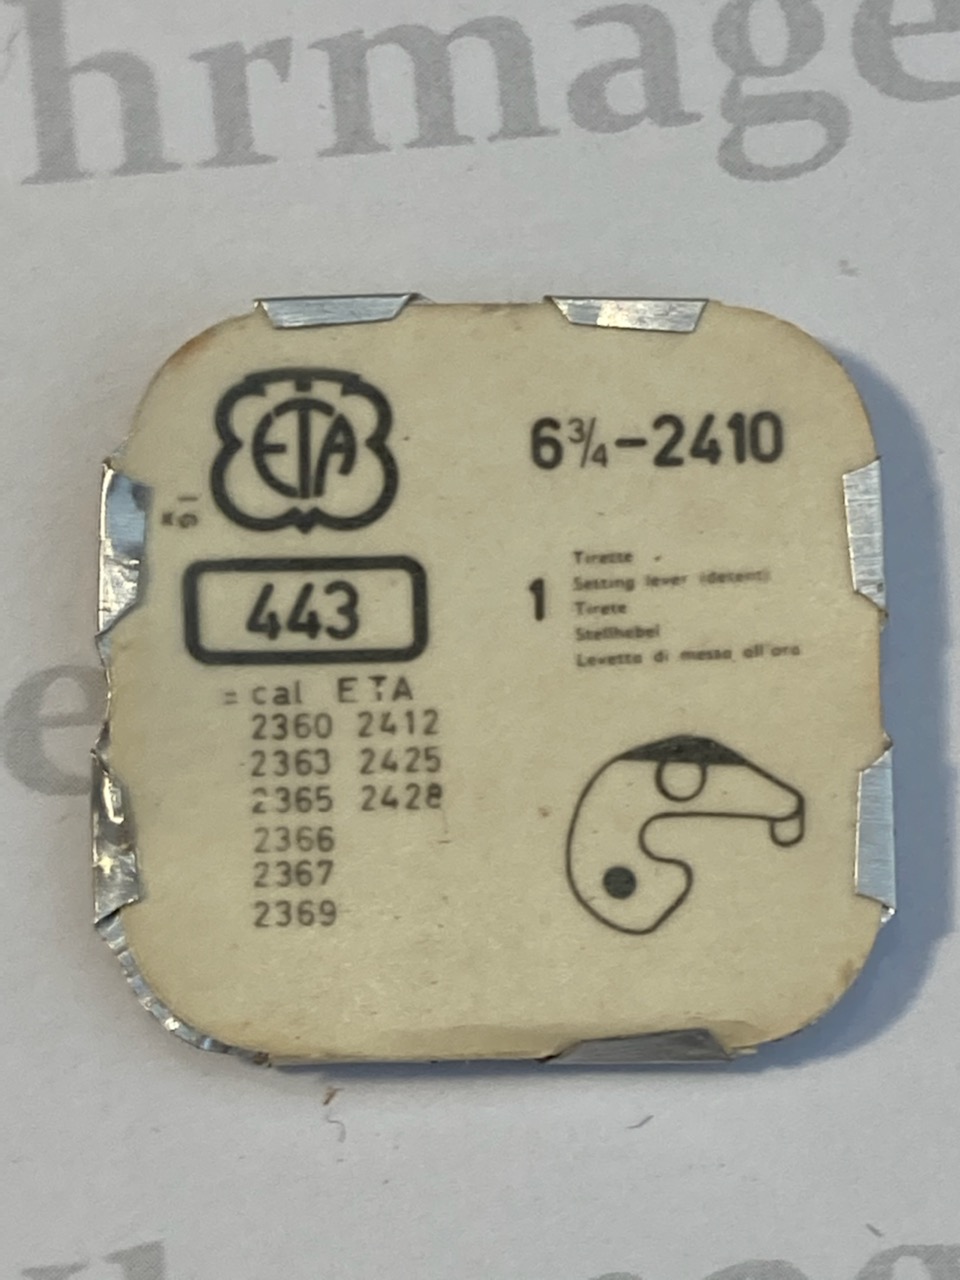 hrmage
ETA
6¾-2410
443
1
Tirette
Setting lever (detent)
Tirete
Stellhebel
Levetta di messa all'ora
= cal ETA
2360 2412
2363 2425
2365 2428
2366
2367
2369
e